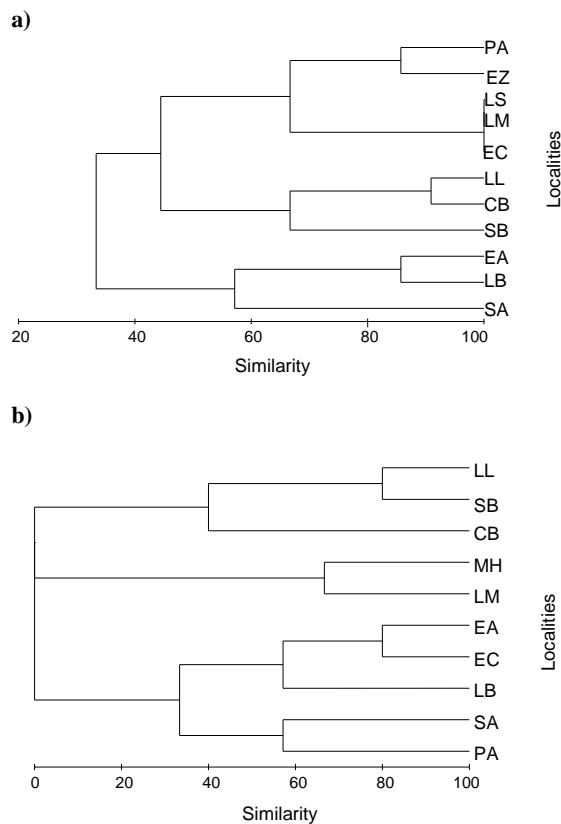 a)
PA
EZ
LS
LM
EC
LL
CB
SB
EA
LB
SA
Localities
20 40 60 80 100
Similarity
b)
LL
SB
CB
MH
LM
EA
EC
LB
SA
PA
Localities
0 20 40 60 80 100
Similarity